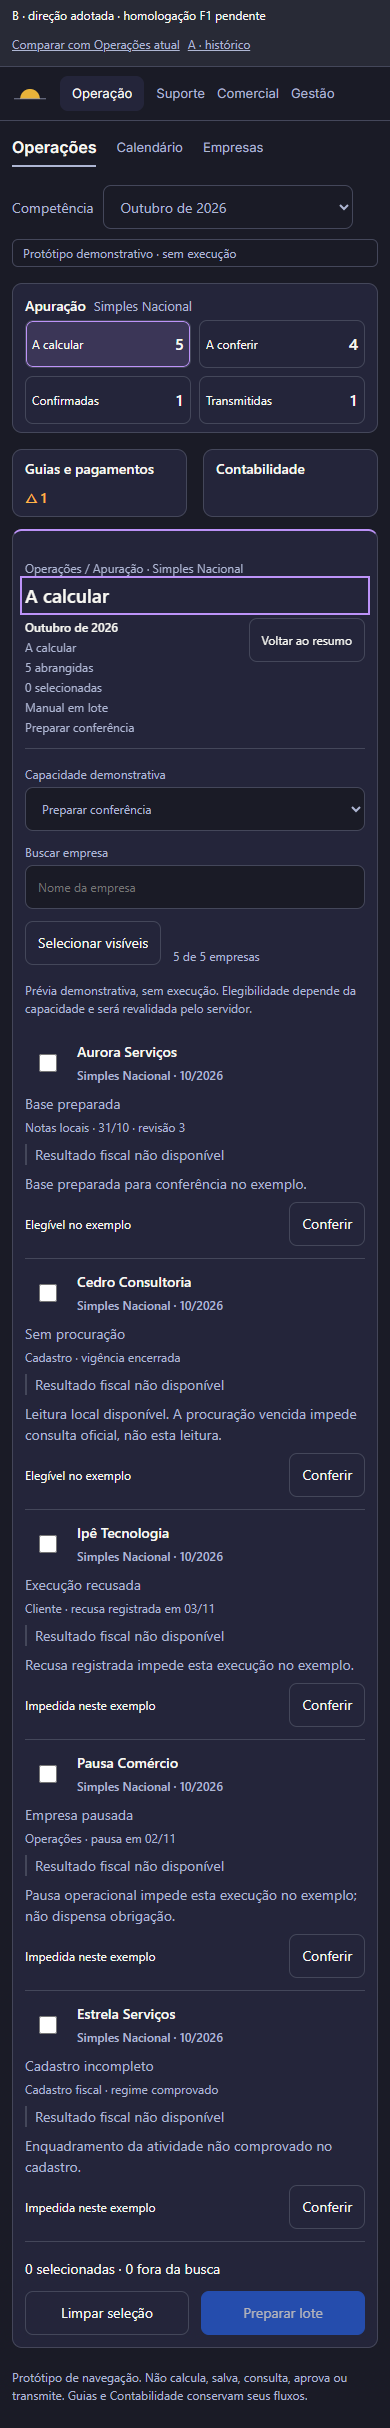 B · direção adotada · homologação F1 pendente
Comparar com Operações atual A · histórico
Operação Suporte Comercial Gestão
Operações Calendário Empresas
Competência Outubro de 2026
Protótipo demonstrativo · sem execução
Apuração Simples Nacional
A calcular 5 A conferir 4
Confirmadas 1 Transmitidas 1
Guias e pagamentos Contabilidade
△ 1
Operações / Apuração · Simples Nacional
A calcular
Outubro de 2026
Voltar ao resumo
A calcular
5 abrangidas
0 selecionadas
Manual em lote
Preparar conferência
Capacidade demonstrativa
Preparar conferência
Buscar empresa
Nome da empresa
Selecionar visíveis 5 de 5 empresas
Prévia demonstrativa, sem execução. Elegibilidade depende da
capacidade e será revalidada pelo servidor.
Aurora Serviços
Simples Nacional · 10/2026
Base preparada
Notas locais · 31/10 · revisão 3
Resultado fiscal não disponível
Base preparada para conferência no exemplo.
Elegível no exemplo Conferir
Cedro Consultoria
Simples Nacional · 10/2026
Sem procuração
Cadastro · vigência encerrada
Resultado fiscal não disponível
Leitura local disponível. A procuração vencida impede
consulta oficial, não esta leitura.
Elegível no exemplo Conferir
Ipê Tecnologia
Simples Nacional · 10/2026
Execução recusada
Cliente · recusa registrada em 03/11
Resultado fiscal não disponível
Recusa registrada impede esta execução no exemplo.
Impedida neste exemplo Conferir
Pausa Comércio
Simples Nacional · 10/2026
Empresa pausada
Operações · pausa em 02/11
Resultado fiscal não disponível
Pausa operacional impede esta execução no exemplo;
não dispensa obrigação.
Impedida neste exemplo Conferir
Estrela Serviços
Simples Nacional · 10/2026
Cadastro incompleto
Cadastro fiscal · regime comprovado
Resultado fiscal não disponível
Enquadramento da atividade não comprovado no
cadastro.
Impedida neste exemplo Conferir
0 selecionadas · 0 fora da busca
Limpar seleção Preparar lote
Protótipo de navegação. Não calcula, salva, consulta, aprova ou
transmite. Guias e Contabilidade conservam seus fluxos.